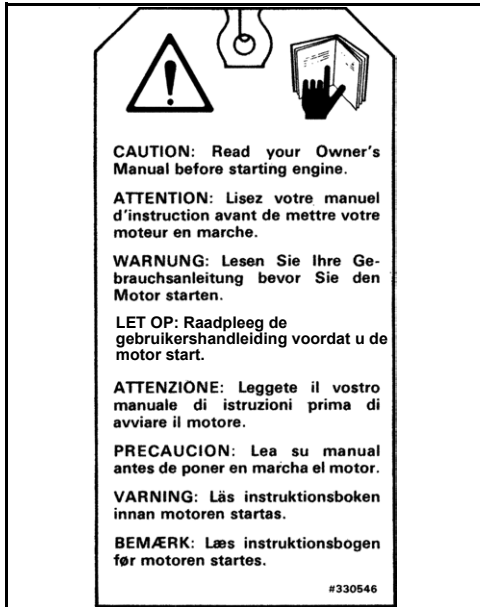 CAUTION: Read your Owner's
Manual before starting engine.
ATTENTION: Lisez votre manuel
d'instruction avant de mettre votre
moteur en marche.
WARNUNG: Lesen Sie Ihre Ge-
brauchsanleitung bevor Sie den
Motor starten.
LET OP: Raadpleeg de
gebruikershandleiding voordat u de
motor start.
ATTENZIONE: Leggete il vostro
manuale di istruzioni prima di
avviare il motore.
PRECAUCION: Lea su manual
antes de poner en marcha el motor.
VARNING: Läs instruktionsboken
innan motoren startas.
BEMÆRK: Læs instruktionsbogen
før motoren startes.
#330546